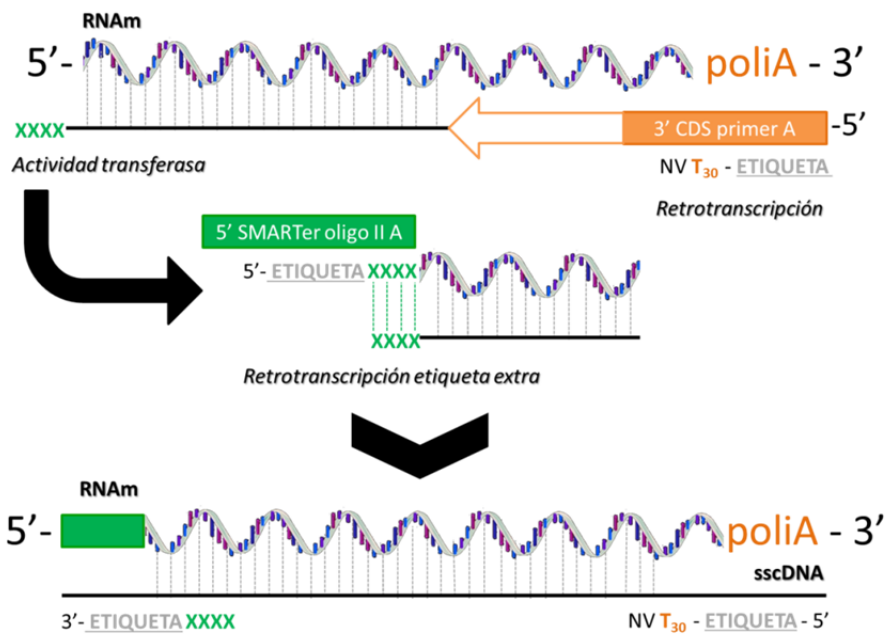 RNAm
5’- poliA - 3’
XXXX
3’ CDS primer A -5’
Actividad transferasa
NV T₃₀ - ETIQUETA
Retrotranscripción
5’ SMARTer oligo II A
5’- ETIQUETA XXXX
XXXX
Retrotranscripción etiqueta extra
RNAm
5’- poliA - 3’
sscDNA
3’- ETIQUETA XXXX NV T₃₀ - ETIQUETA - 5’